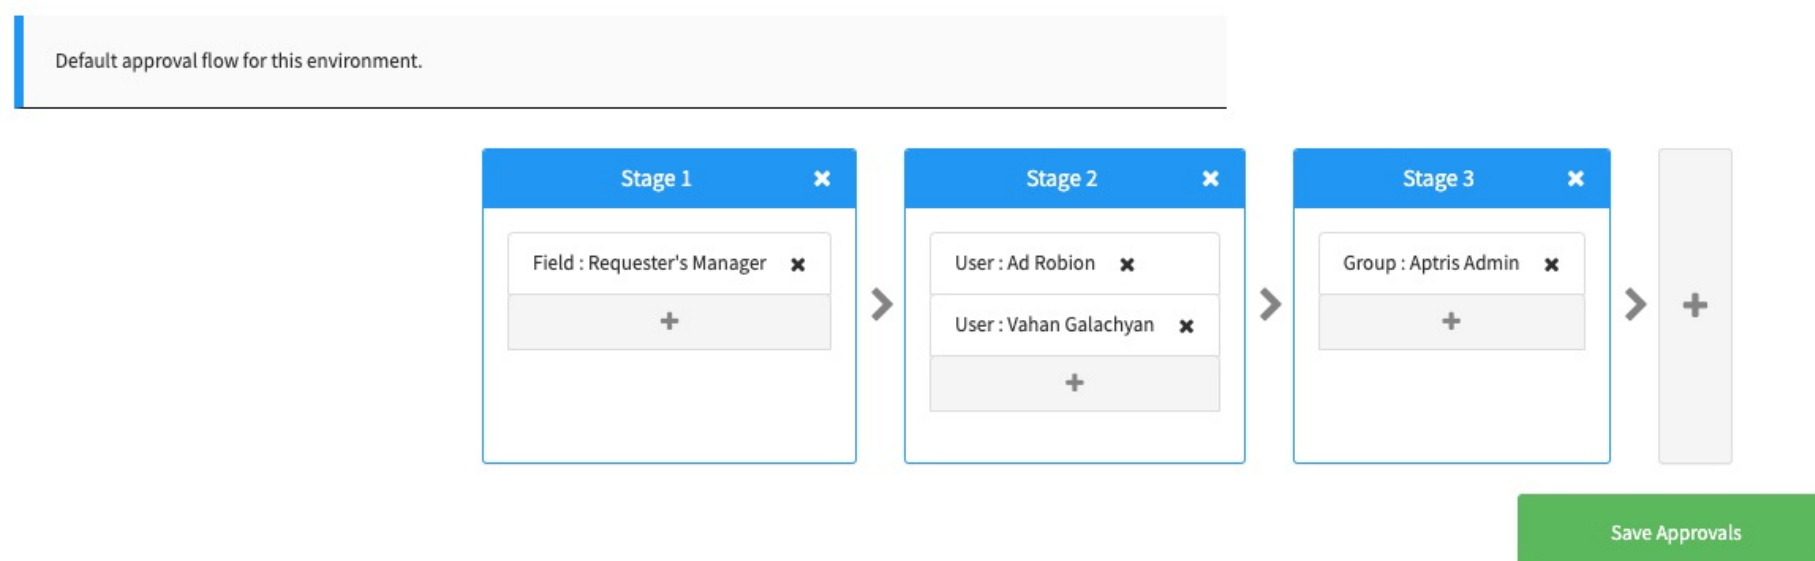 Default approval flow for this environment.
Stage 1
Stage 2
Stage 3
Field : Requester's Manager
User : Ad Robion
Group : Aptris Admin
User : Vahan Galachyan
Save Approvals